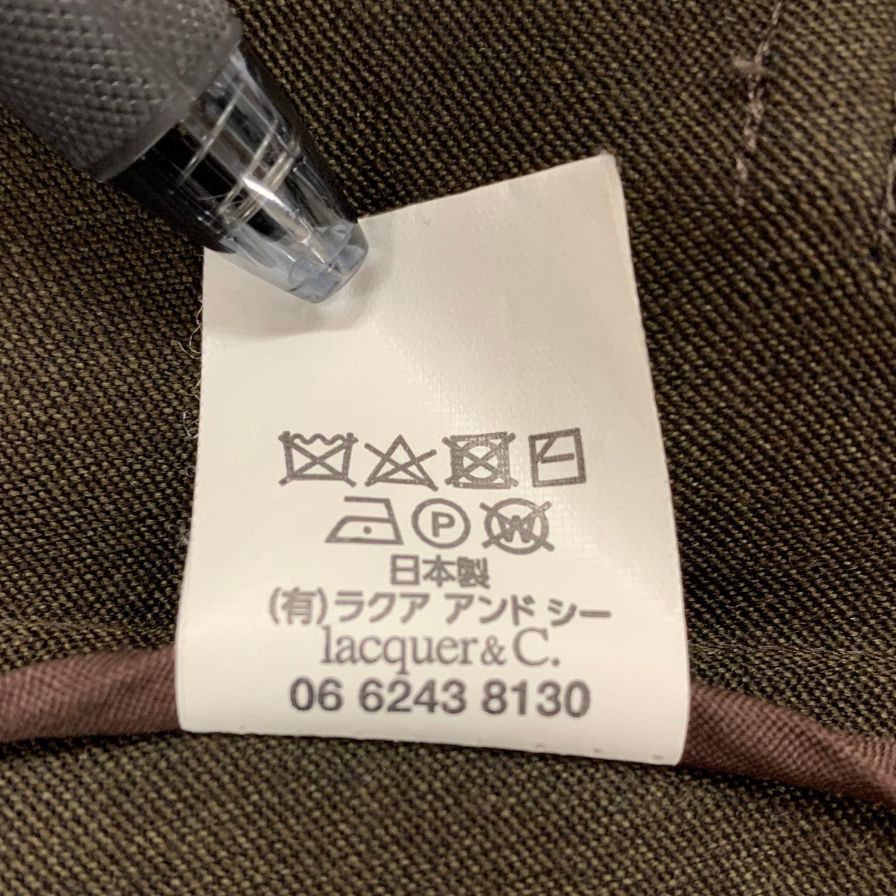 P W
日本製
(有)ラクア アンド シー
lacquer & C.
06 6243 8130